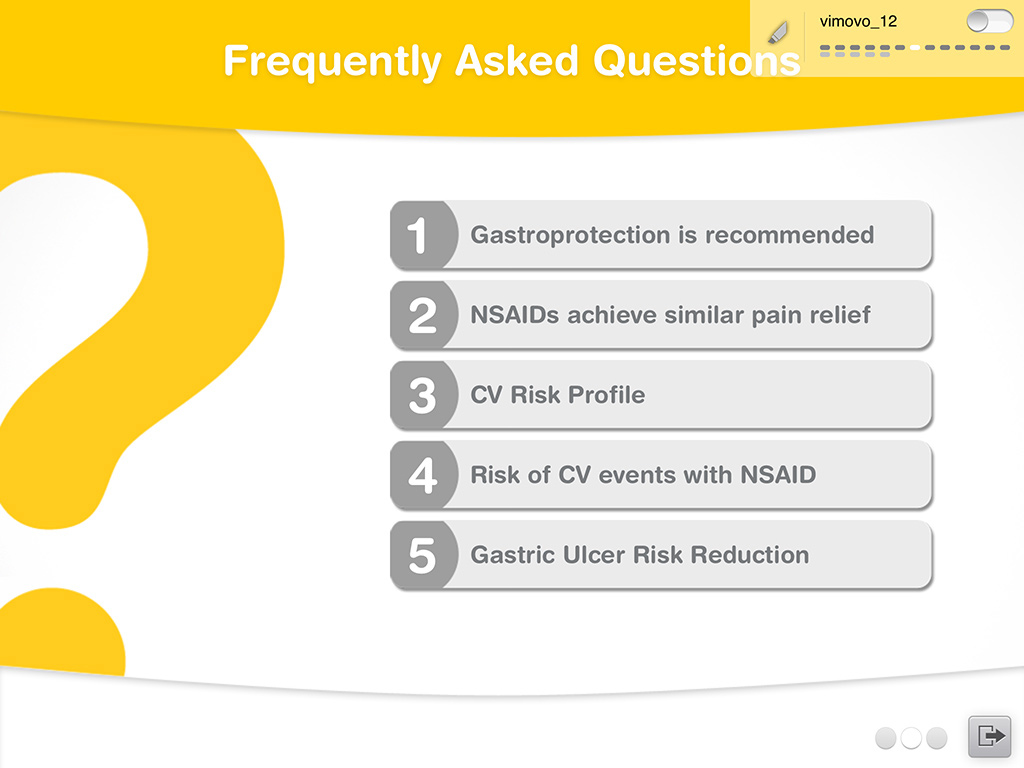 vimovo_12
Frequently Asked Questions
1 Gastroprotection is recommended
2 NSAIDs achieve similar pain relief
3 CV Risk Profile
4 Risk of CV events with NSAID
5 Gastric Ulcer Risk Reduction